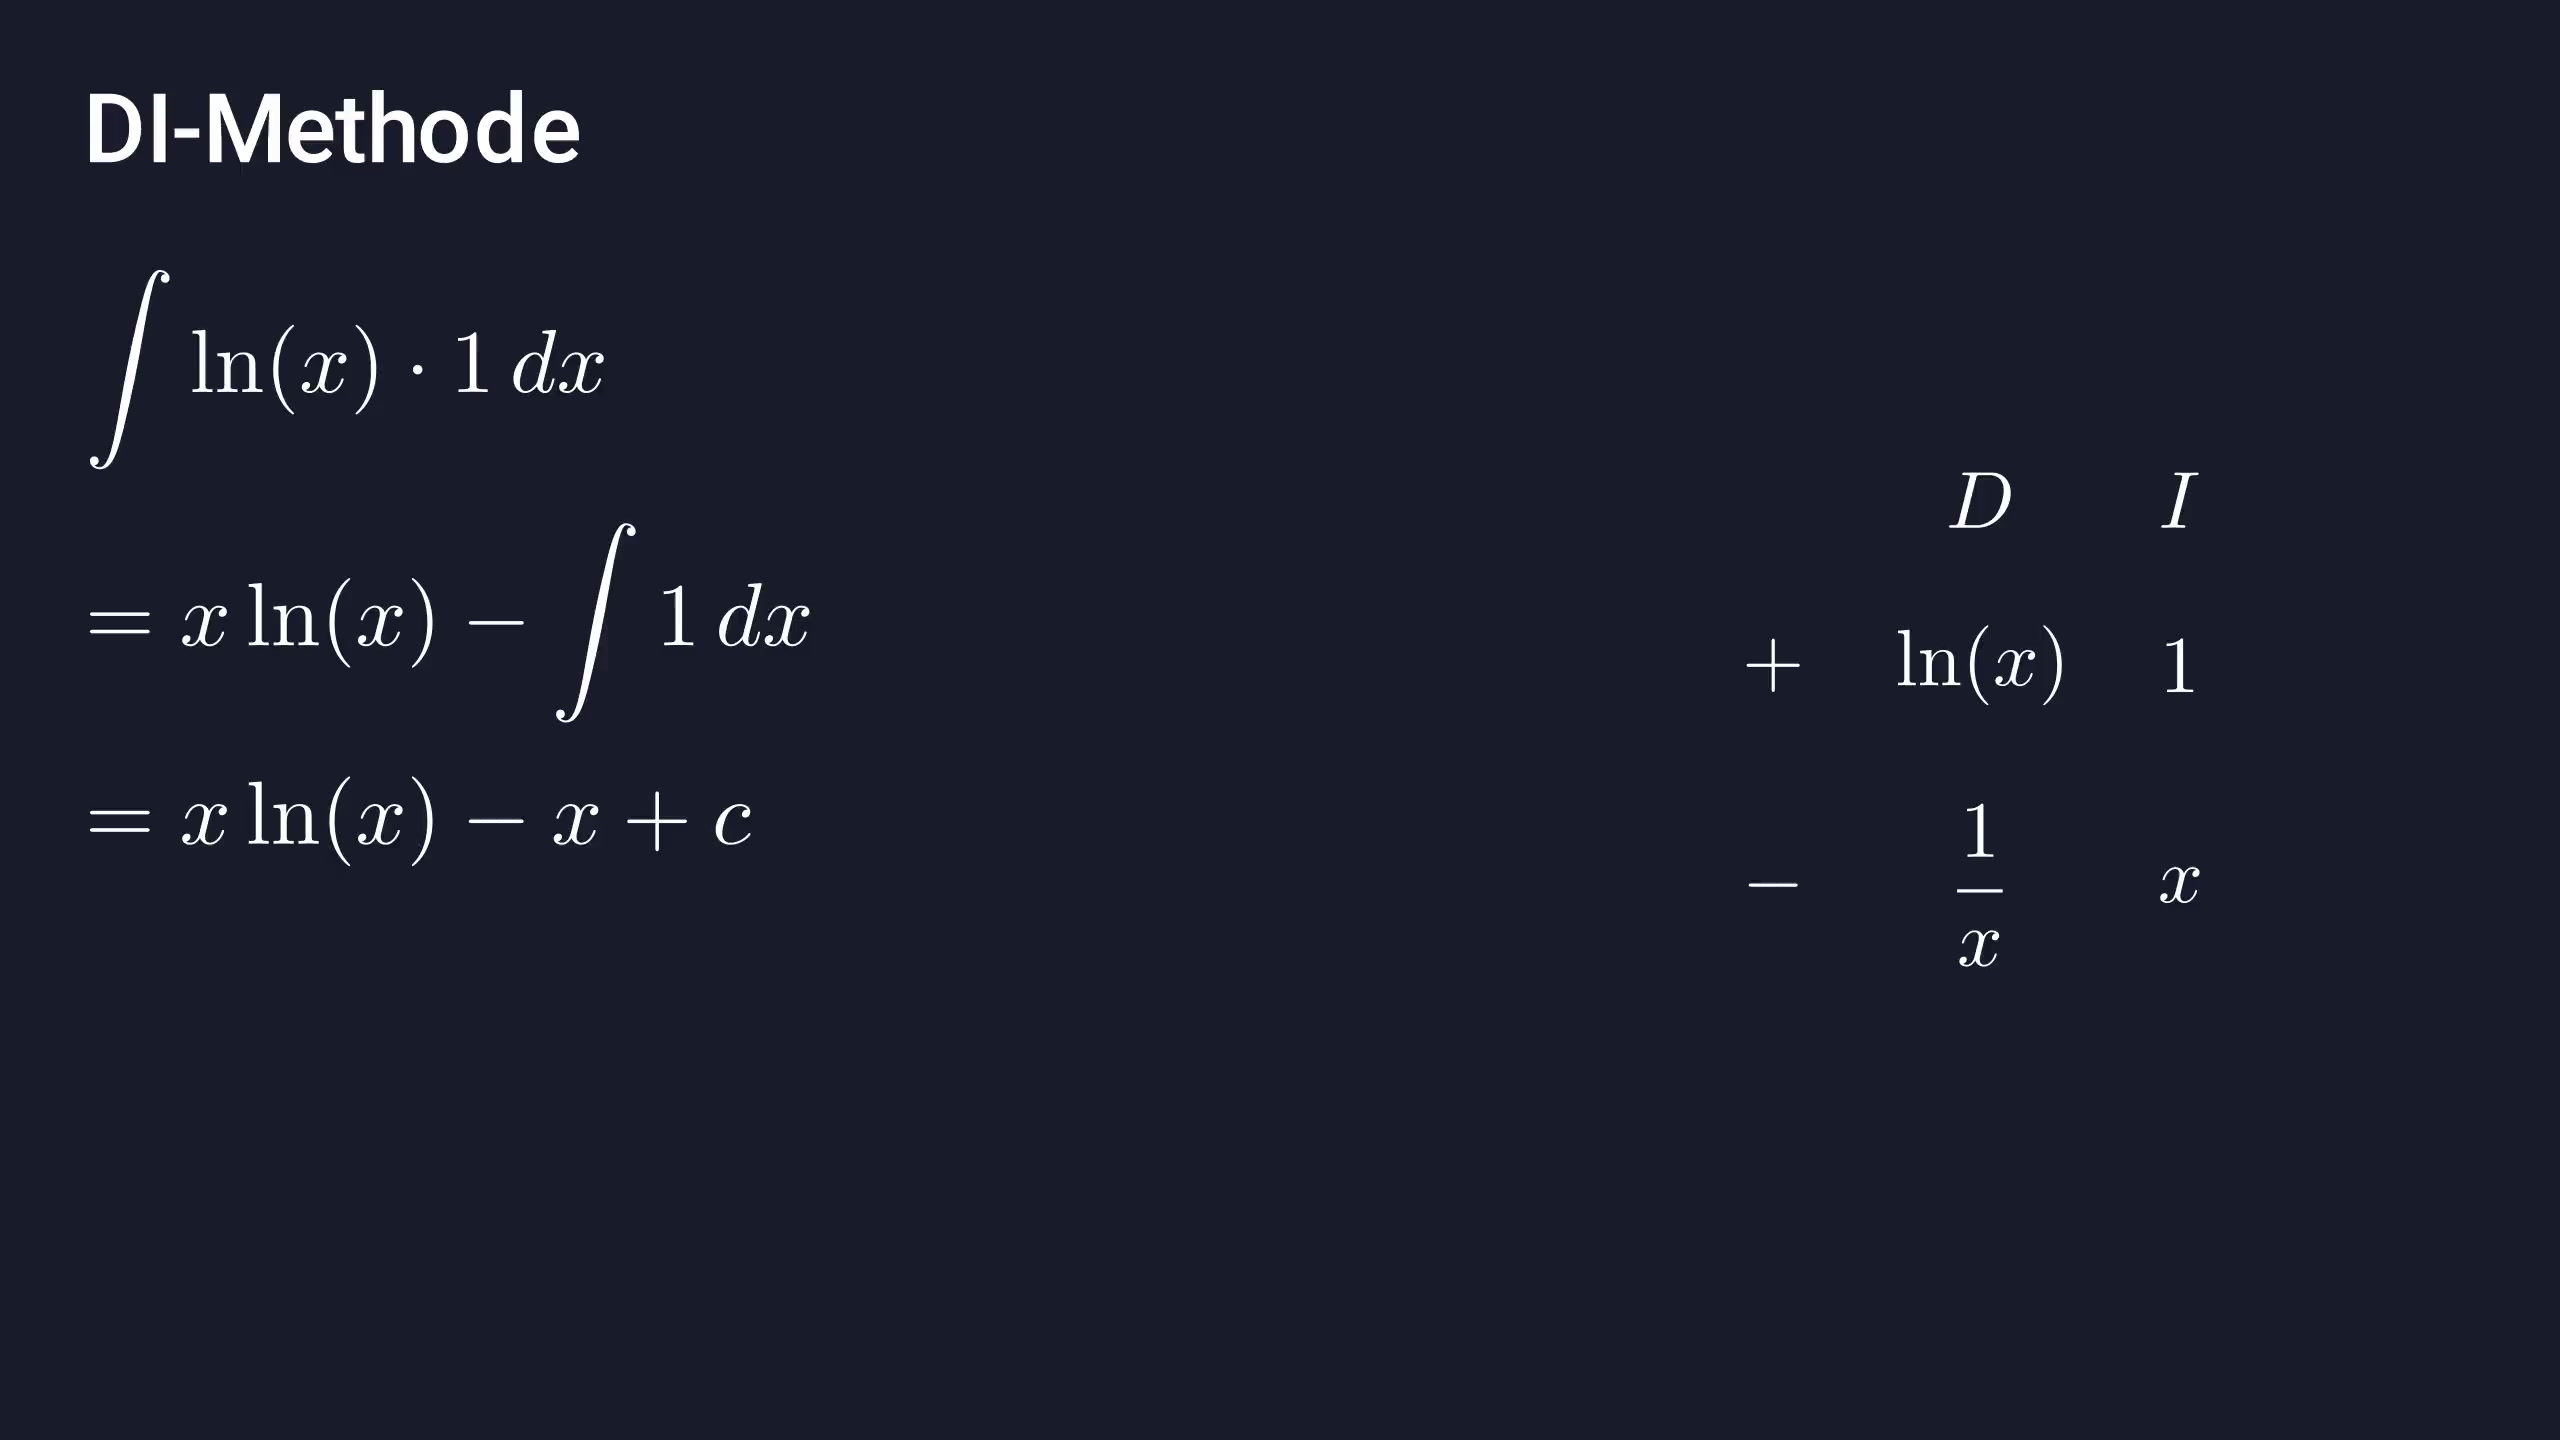 DI-Methode
∫ ln(x) · 1 dx
= x ln(x) − ∫ 1 dx
= x ln(x) − x + c
D I
+ ln(x) 1
− 1/x x